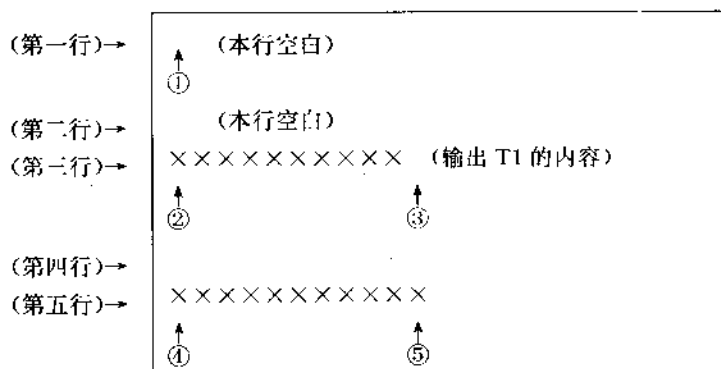 (第一行)→ (本行空白)
↑
①
(第二行)→ (本行空白)
(第三行)→ ×××××××××× (输出 T1 的内容)
↑ ↑
② ③
(第四行)→
(第五行)→ ×××××××××××
↑ ↑
④ ⑤